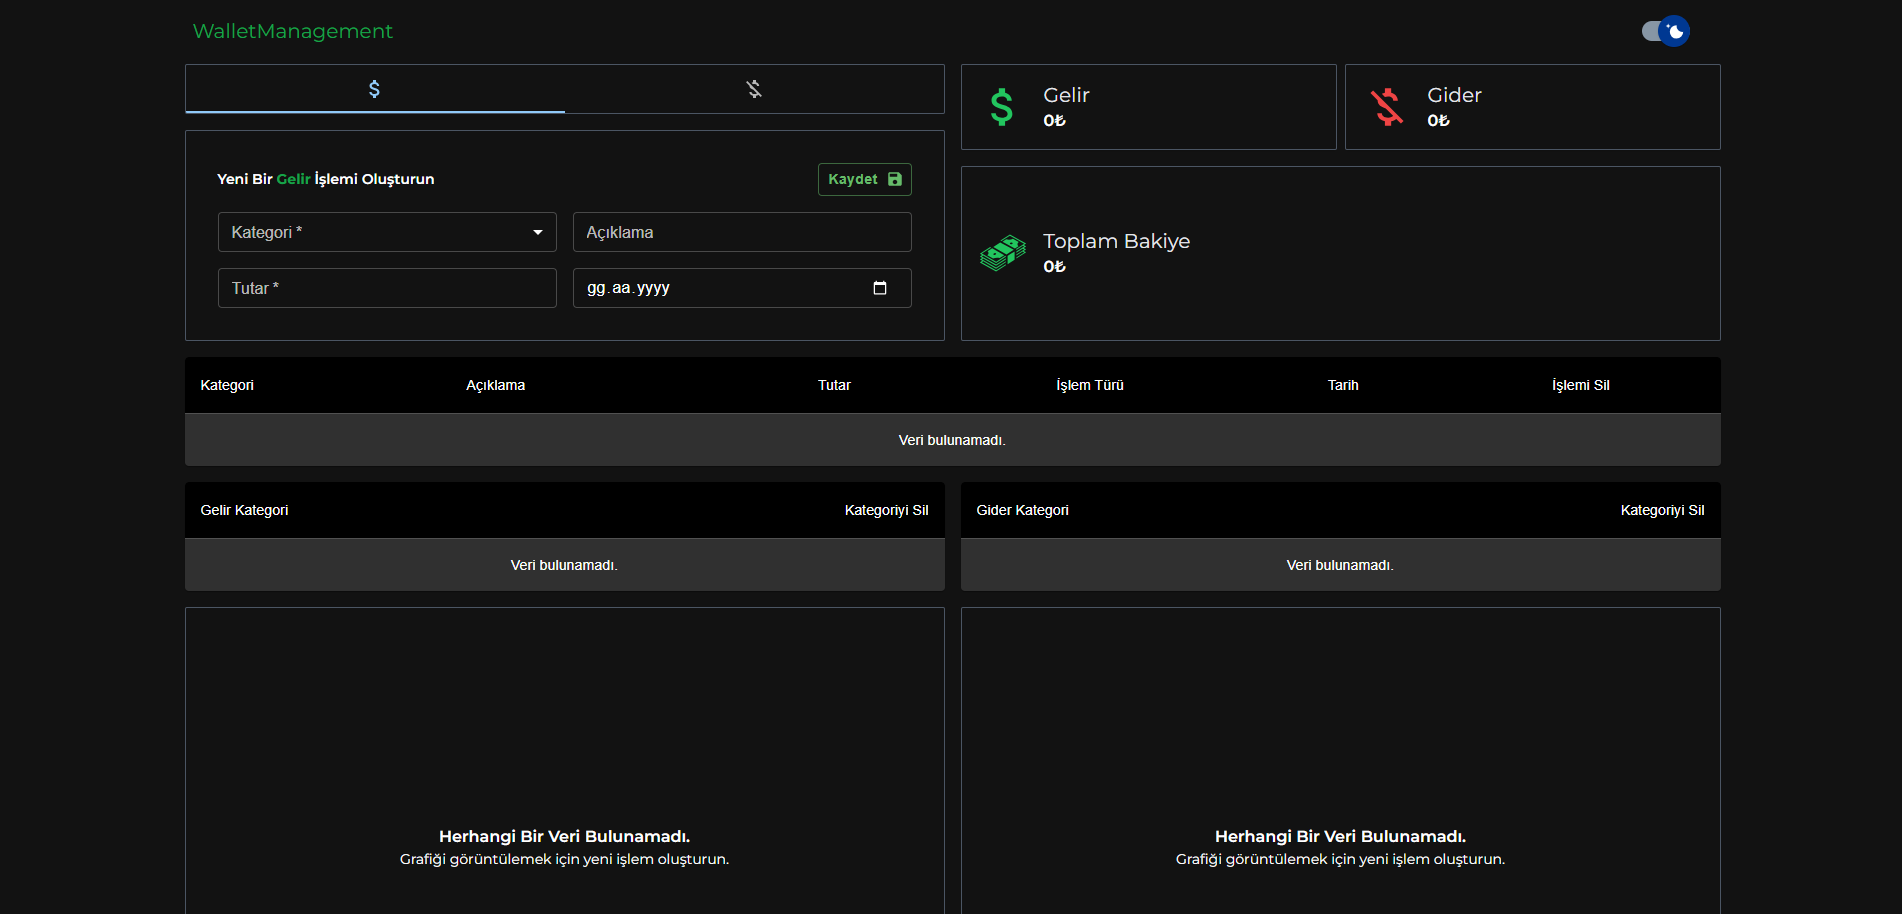 WalletManagement
Gelir
0₺
Gider
0₺
Yeni Bir Gelir İşlemi Oluşturun
Kaydet
Kategori *
Açıklama
Tutar *
gg.aa.yyyy
Toplam Bakiye
0₺
Kategori Açıklama Tutar İşlem Türü Tarih İşlemi Sil
Veri bulunamadı.
Gelir Kategori Kategoriyi Sil
Veri bulunamadı.
Gider Kategori Kategoriyi Sil
Veri bulunamadı.
Herhangi Bir Veri Bulunamadı.
Grafiği görüntülemek için yeni işlem oluşturun.
Herhangi Bir Veri Bulunamadı.
Grafiği görüntülemek için yeni işlem oluşturun.